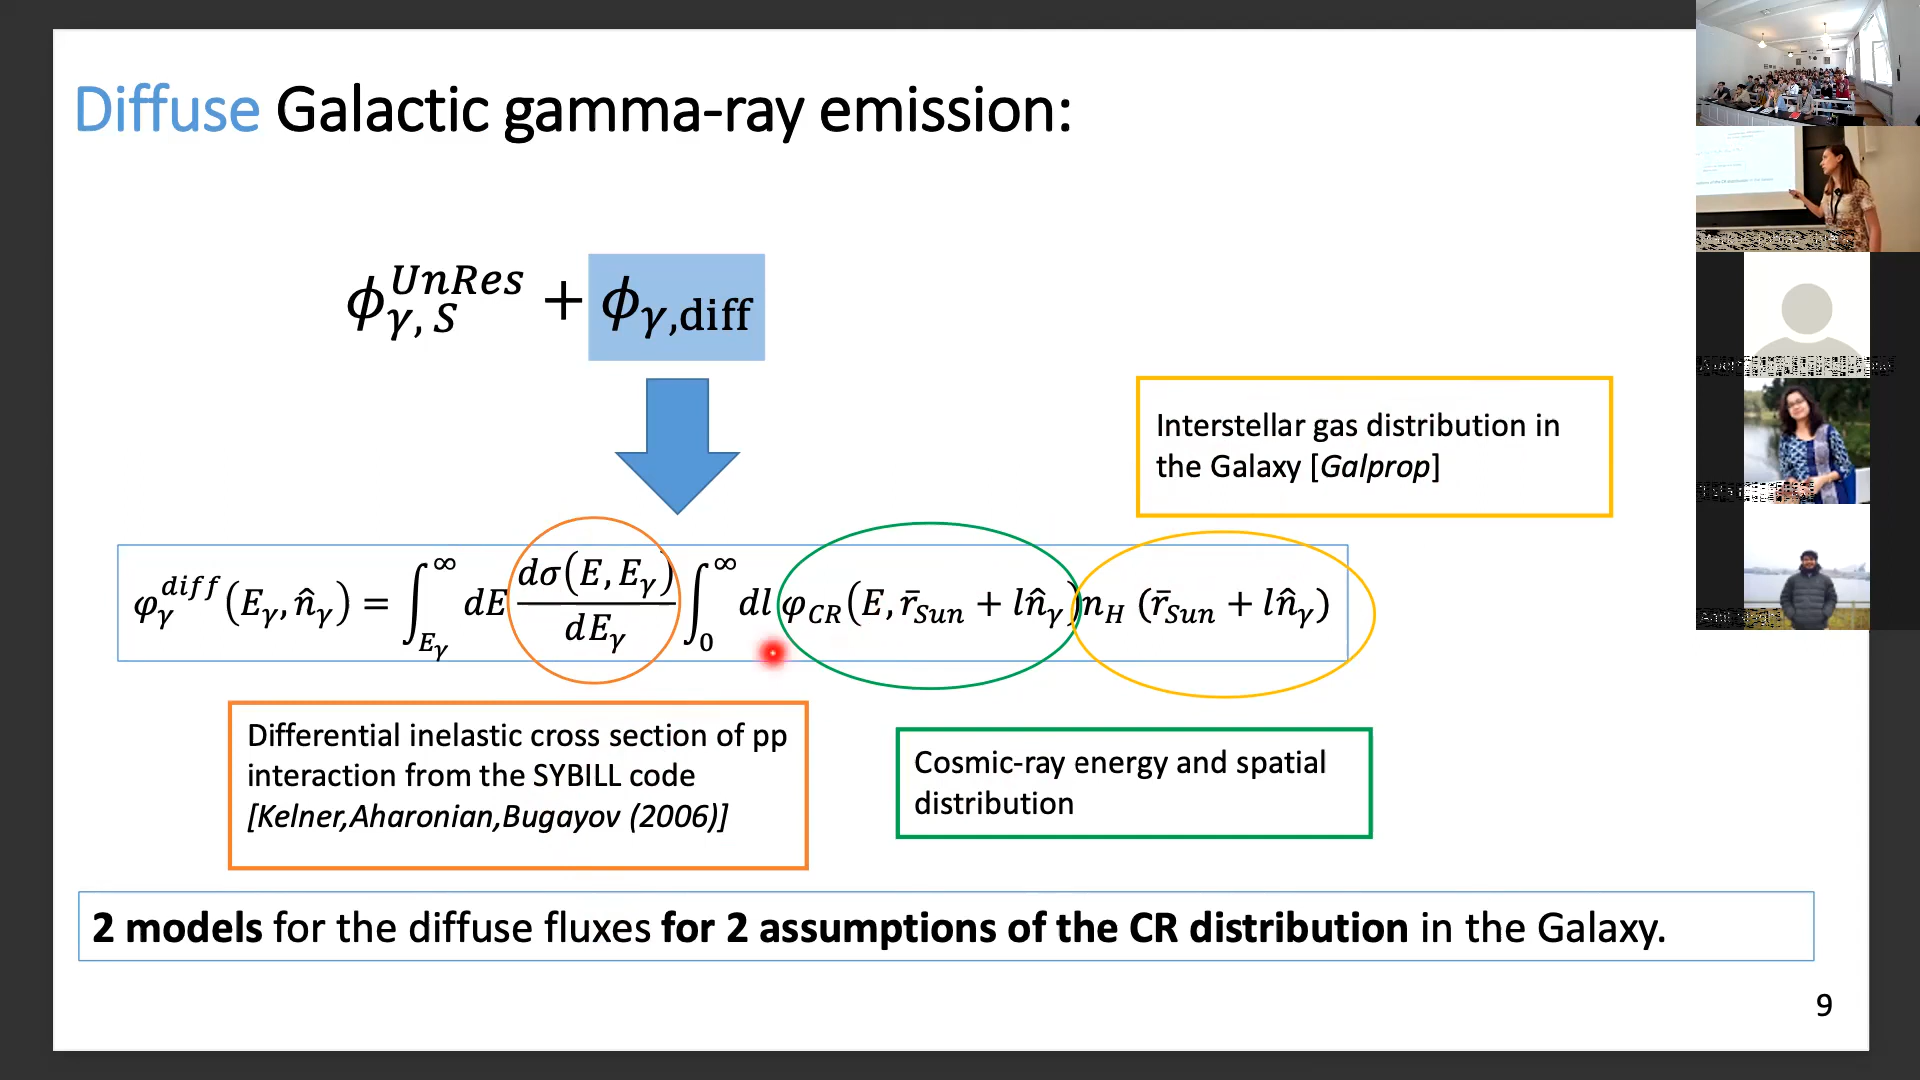 Diffuse Galactic gamma-ray emission:
ϕ_{γ, S}^{UnRes} + ϕ_{γ,diff}
Interstellar gas distribution in
the Galaxy [Galprop]
φ_γ^{diff}(E_γ, n̂_γ) = ∫_{E_γ}^{∞} dE dσ(E, E_γ)/dE_γ ∫_0^∞ dl φ_{CR}(E, r̄_{Sun} + l n̂_γ) n_H (r̄_{Sun} + l n̂_γ)
Differential inelastic cross section of pp
interaction from the SYBILL code
[Kelner,Aharonian,Bugayov (2006)]
Cosmic-ray energy and spatial
distribution
2 models for the diffuse fluxes for 2 assumptions of the CR distribution in the Galaxy.
9